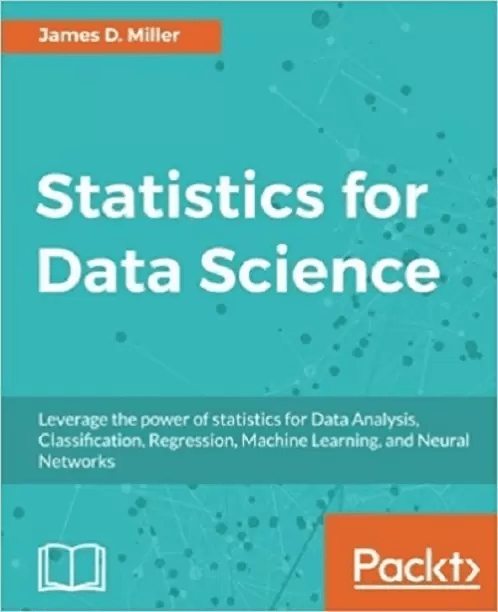 James D. Miller
Statistics for
Data Science
Leverage the power of statistics for Data Analysis,
Classification, Regression, Machine Learning, and Neural
Networks
Packt>